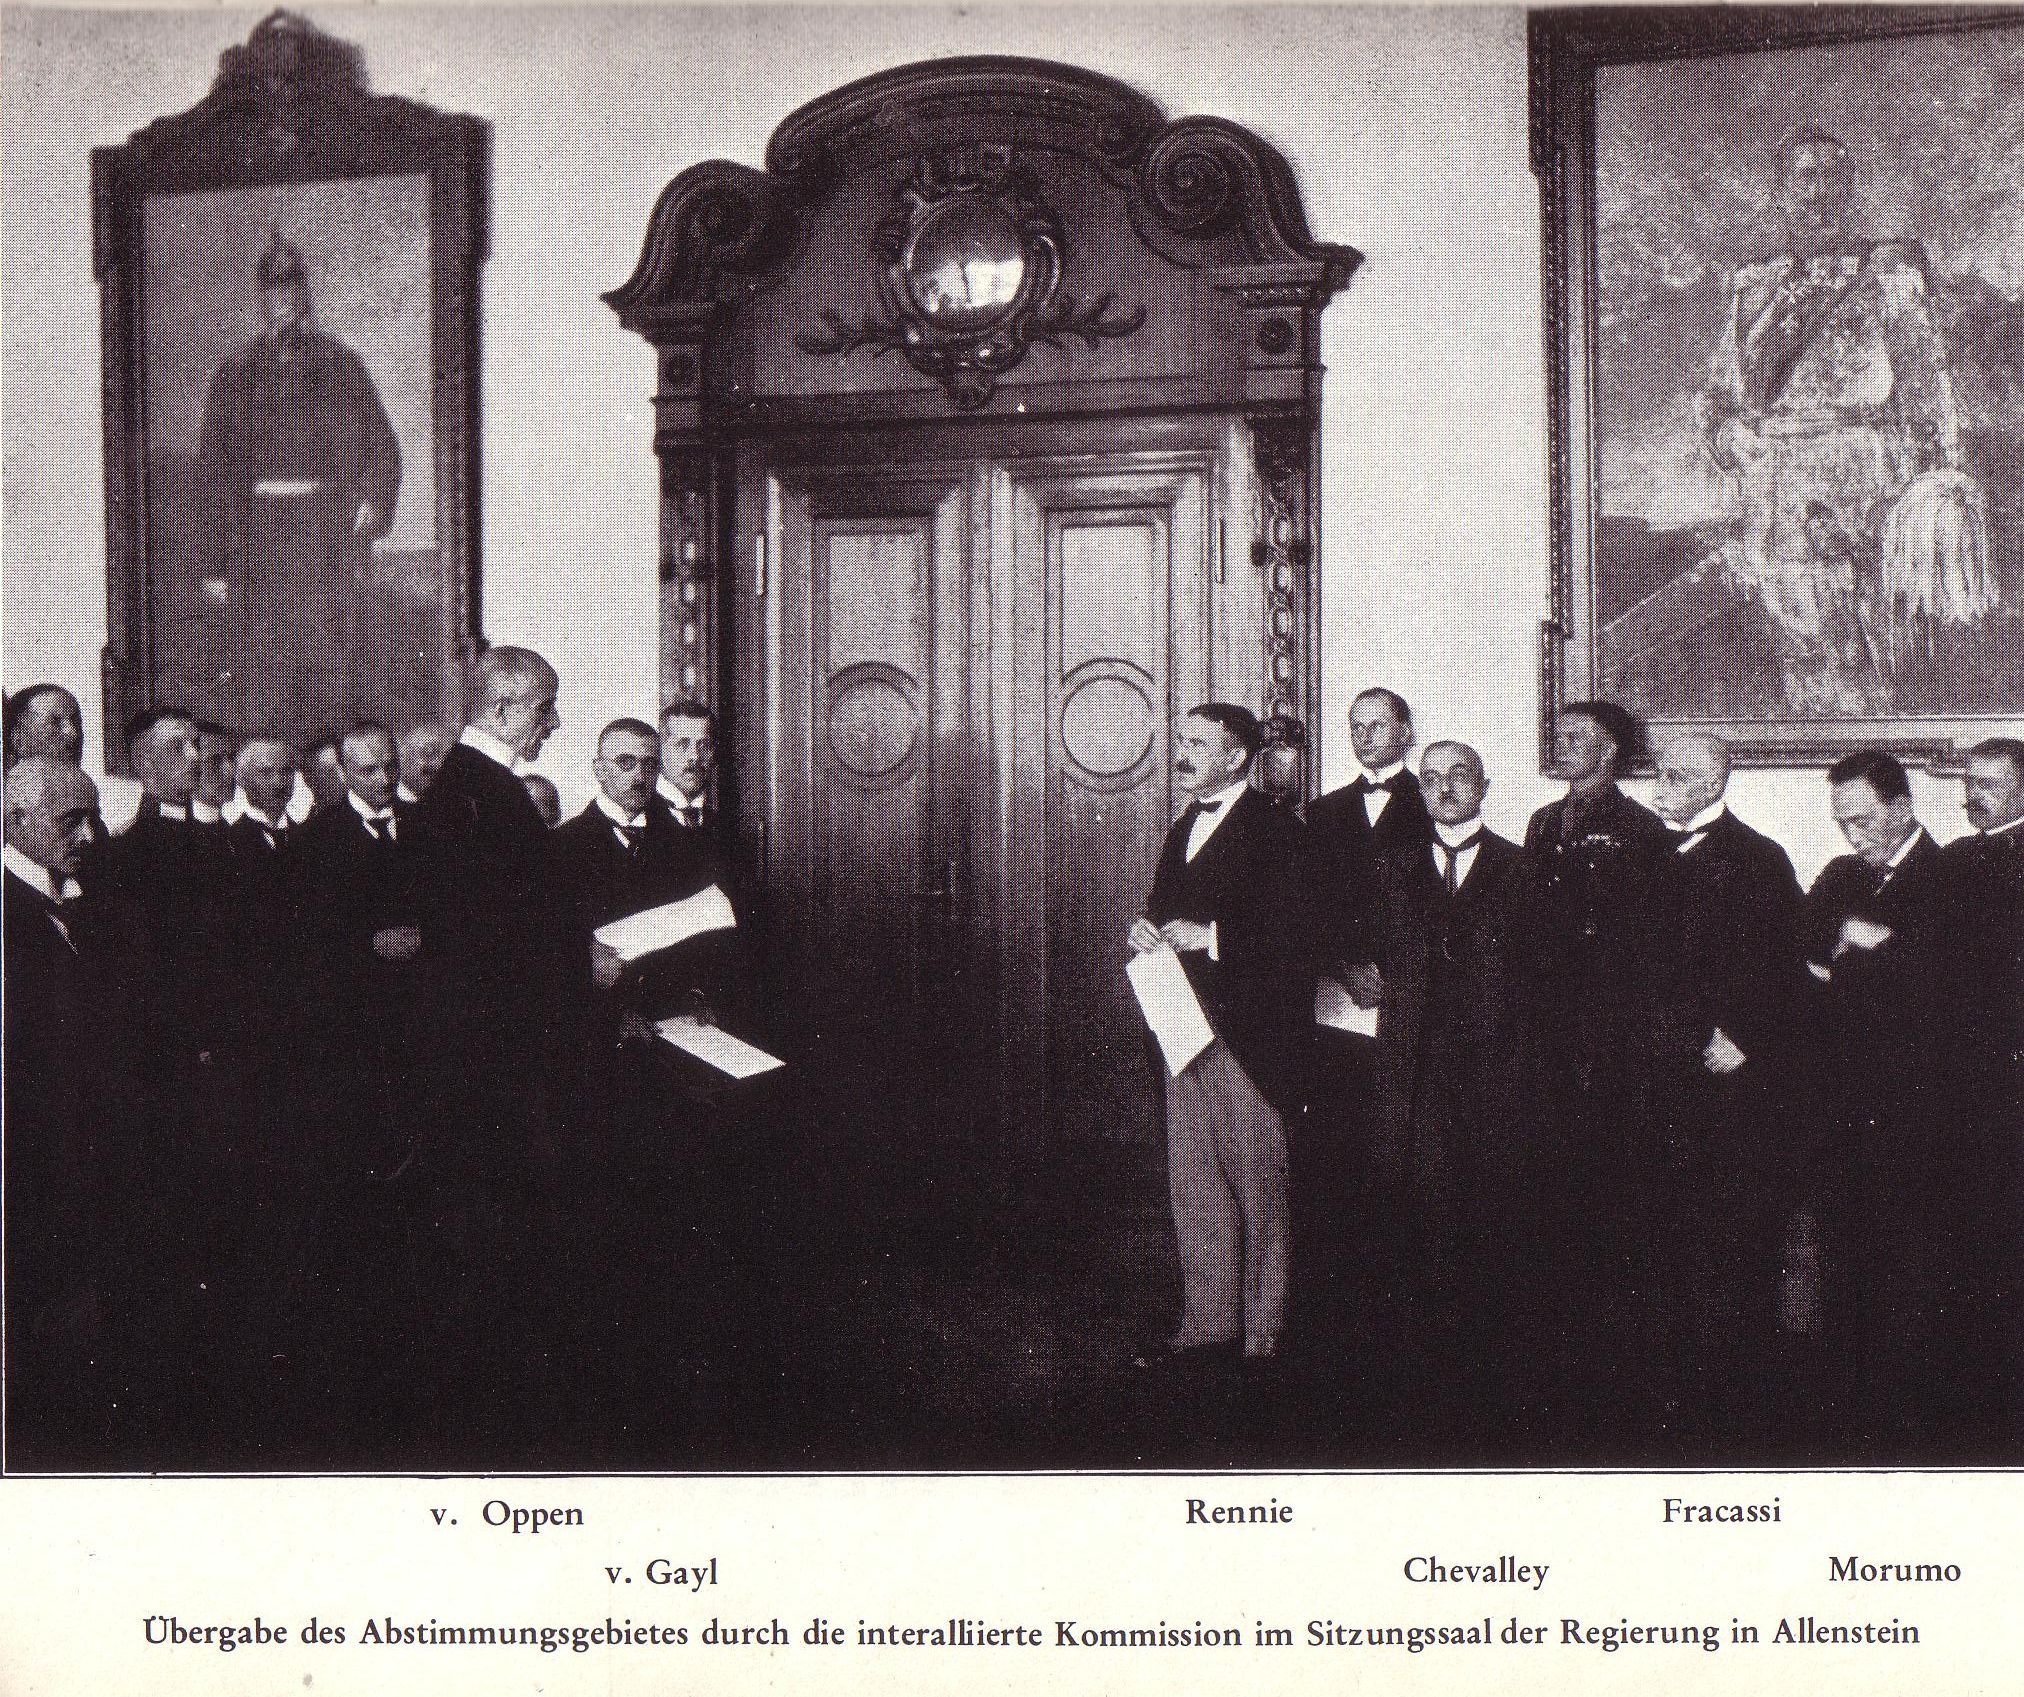 v. Oppen Rennie Fracassi
v. Gayl Chevalley Morumo
Übergabe des Abstimmungsgebietes durch die interalliierte Kommission im Sitzungssaal der Regierung in Allenstein